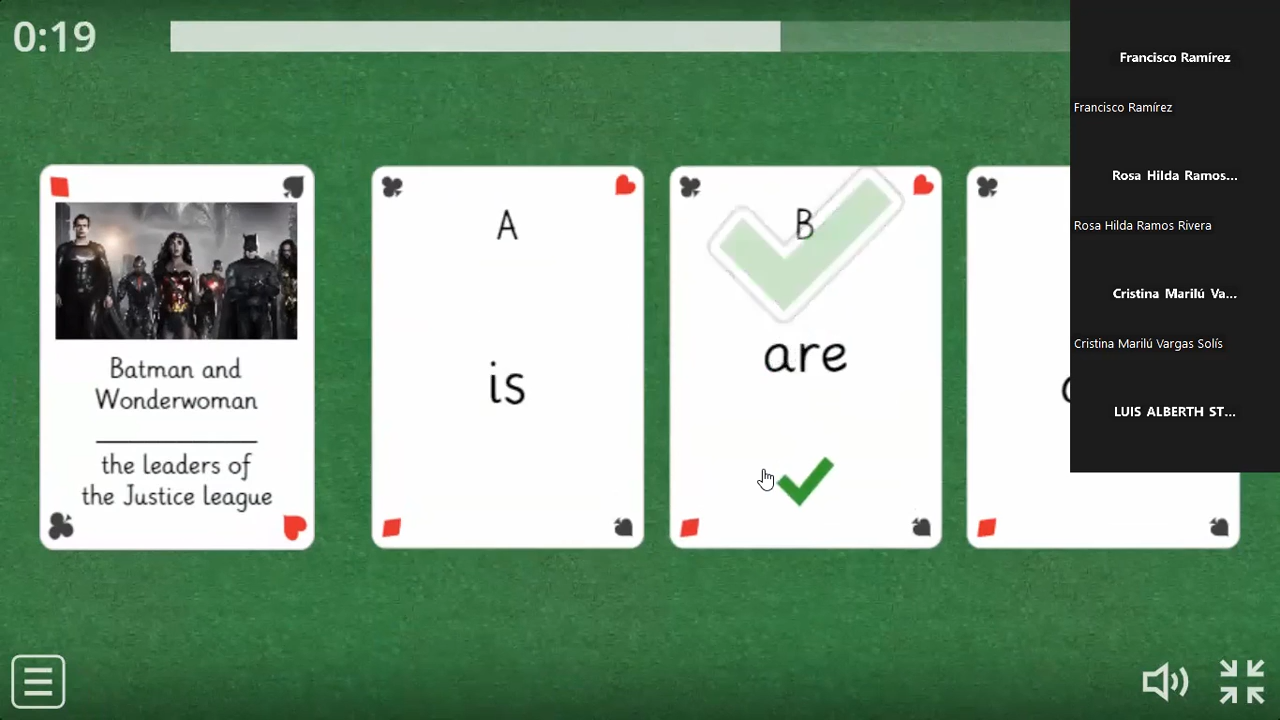 0:19
Batman and
Wonderwoman
the leaders of
the Justice league
A
is
B
are
Francisco Ramírez
Francisco Ramírez
Rosa Hilda Ramos...
Rosa Hilda Ramos Rivera
Cristina Marilú Va...
Cristina Marilú Vargas Solís
LUIS ALBERTH ST...